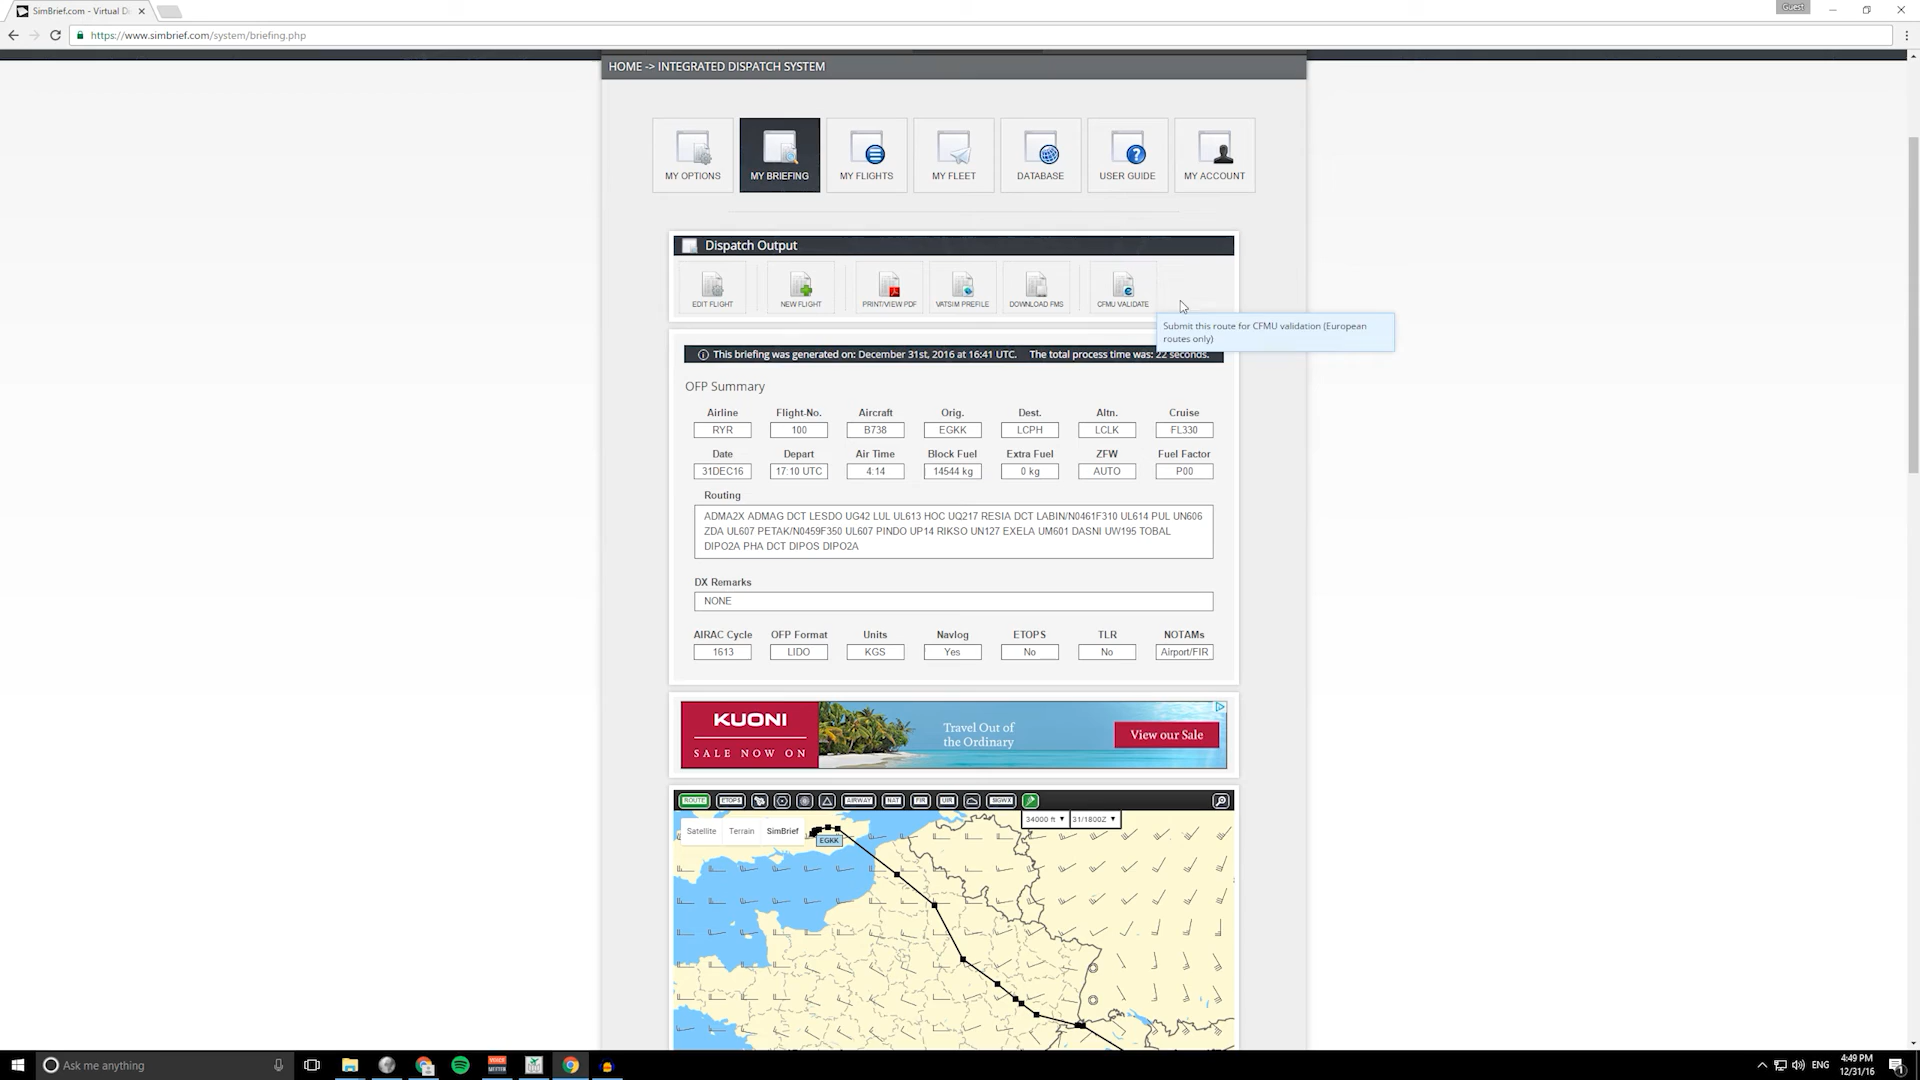 SimBrief.com - Virtual D
Guest
https://www.simbrief.com/system/briefing.php
HOME -> INTEGRATED DISPATCH SYSTEM
MY OPTIONS
MY BRIEFING
MY FLIGHTS
MY FLEET
DATABASE
USER GUIDE
MY ACCOUNT
Dispatch Output
EDIT FLIGHT
NEW FLIGHT
PRINT/VIEW PDF
VATSIM PREFILE
DOWNLOAD FMS
CFMU VALIDATE
Submit this route for CFMU validation (European
routes only)
This briefing was generated on: December 31st, 2016 at 16:41 UTC. The total process time was: 22 seconds.
OFP Summary
Airline Flight-No. Aircraft Orig. Dest. Altn. Cruise
RYR 100 B738 EGKK LCPH LCLK FL330
Date Depart Air Time Block Fuel Extra Fuel ZFW Fuel Factor
31DEC16 17:10 UTC 4:14 14544 kg 0 kg AUTO P00
Routing
ADMA2X ADMAG DCT LESDO UG42 LUL UL613 HOC UQ217 RESIA DCT LABIN/N0461F310 UL614 PUL UN606
ZDA UL607 PETAK/N0459F350 UL607 PINDO UP14 RIKSO UN127 EXELA UM601 DASNI UW195 TOBAL
DIPO2A PHA DCT DIPOS DIPO2A
DX Remarks
NONE
AIRAC Cycle OFP Format Units Navlog ETOPS TLR NOTAMs
1613 LIDO KGS Yes No No Airport/FIR
KUONI
SALE NOW ON
Travel Out of
the Ordinary
View our Sale
ROUTE ETOPS AIRWAY NAT FIR UIR SIGWX
34000 ft 31/1800Z
Satellite Terrain SimBrief
EGKK
Ask me anything
ENG
4:49 PM
12/31/16